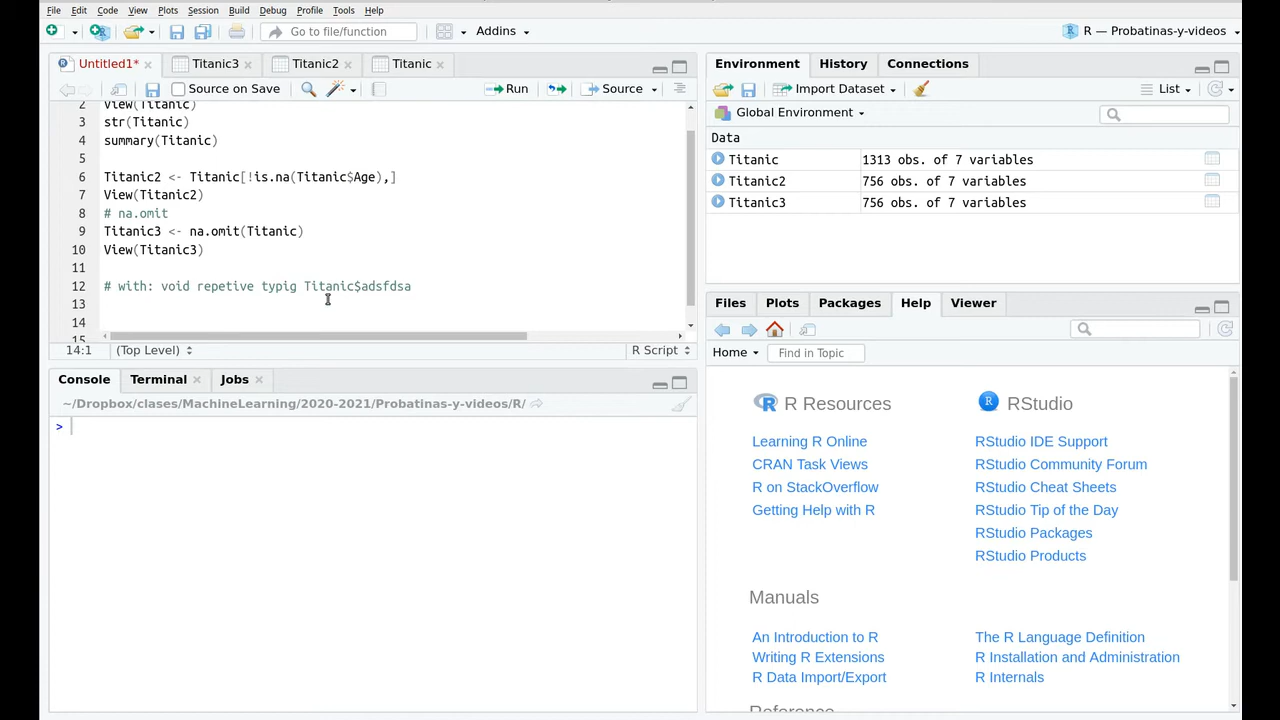 File Edit Code View Plots Session Build Debug Profile Tools Help
Go to file/function Addins R — Probatinas-y-videos
Untitled1* Titanic3 Titanic2 Titanic
Source on Save Run Source
2 View(Titanic)
3 str(Titanic)
4 summary(Titanic)
5
6 Titanic2 <- Titanic[!is.na(Titanic$Age),]
7 View(Titanic2)
8 # na.omit
9 Titanic3 <- na.omit(Titanic)
10 View(Titanic3)
11
12 # with: void repetive typig Titanic$adsfdsa
13
14
15
14:1 (Top Level) R Script
Console Terminal Jobs
~/Dropbox/clases/MachineLearning/2020-2021/Probatinas-y-videos/R/
>
Environment History Connections
Import Dataset List
Global Environment
Data
Titanic 1313 obs. of 7 variables
Titanic2 756 obs. of 7 variables
Titanic3 756 obs. of 7 variables
Files Plots Packages Help Viewer
Home Find in Topic
R Resources
Learning R Online
CRAN Task Views
R on StackOverflow
Getting Help with R
RStudio
RStudio IDE Support
RStudio Community Forum
RStudio Cheat Sheets
RStudio Tip of the Day
RStudio Packages
RStudio Products
Manuals
An Introduction to R
Writing R Extensions
R Data Import/Export
The R Language Definition
R Installation and Administration
R Internals
Reference